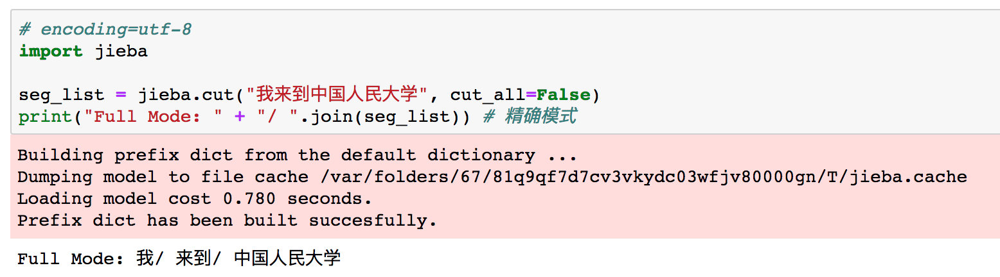 # encoding=utf-8
import jieba
seg_list = jieba.cut("我来到中国人民大学", cut_all=False)
print("Full Mode: " + "/ ".join(seg_list)) # 精确模式
Building prefix dict from the default dictionary ...
Dumping model to file cache /var/folders/67/81q9qf7d7cv3vkydc03wfjv80000gn/T/jieba.cache
Loading model cost 0.780 seconds.
Prefix dict has been built succesfully.
Full Mode: 我/ 来到/ 中国人民大学